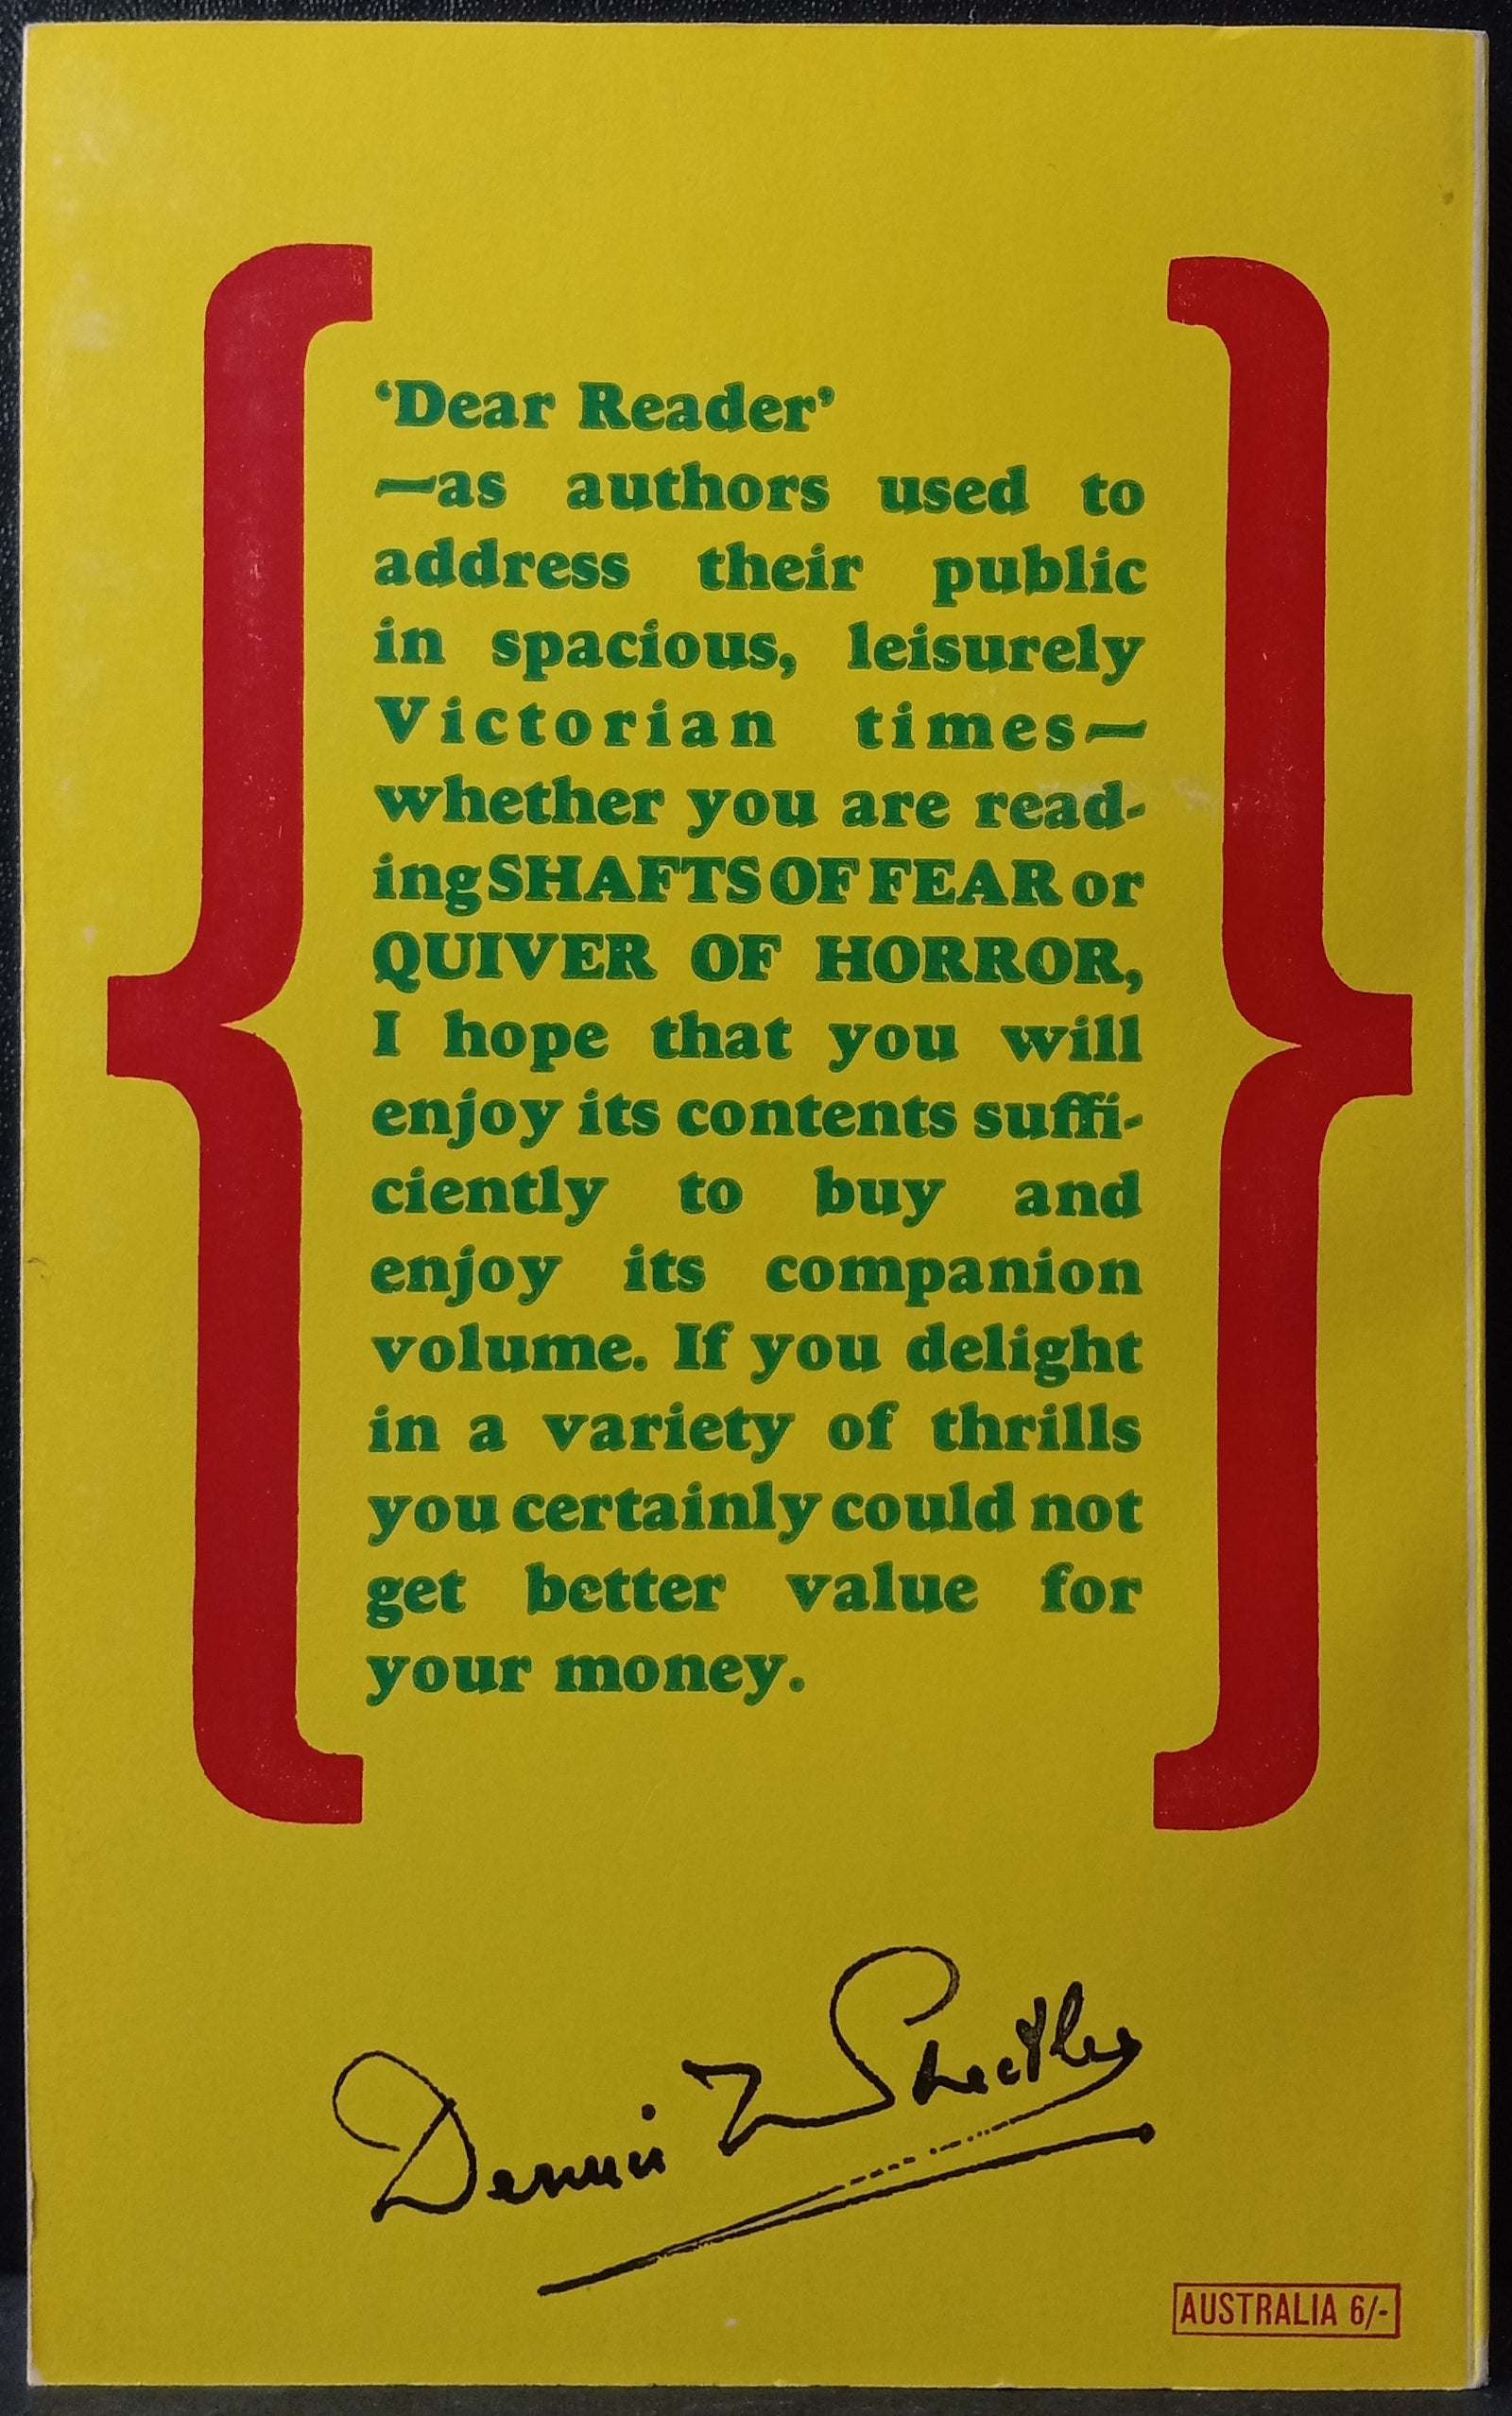 ‘Dear Reader’
—as authors used to
address their public
in spacious, leisurely
Victorian times—
whether you are read-
ing SHAFTS OF FEAR or
QUIVER OF HORROR,
I hope that you will
enjoy its contents suffi-
ciently to buy and
enjoy its companion
volume. If you delight
in a variety of thrills
you certainly could not
get better value for
your money.
Dennis Wheatley
AUSTRALIA 6/-